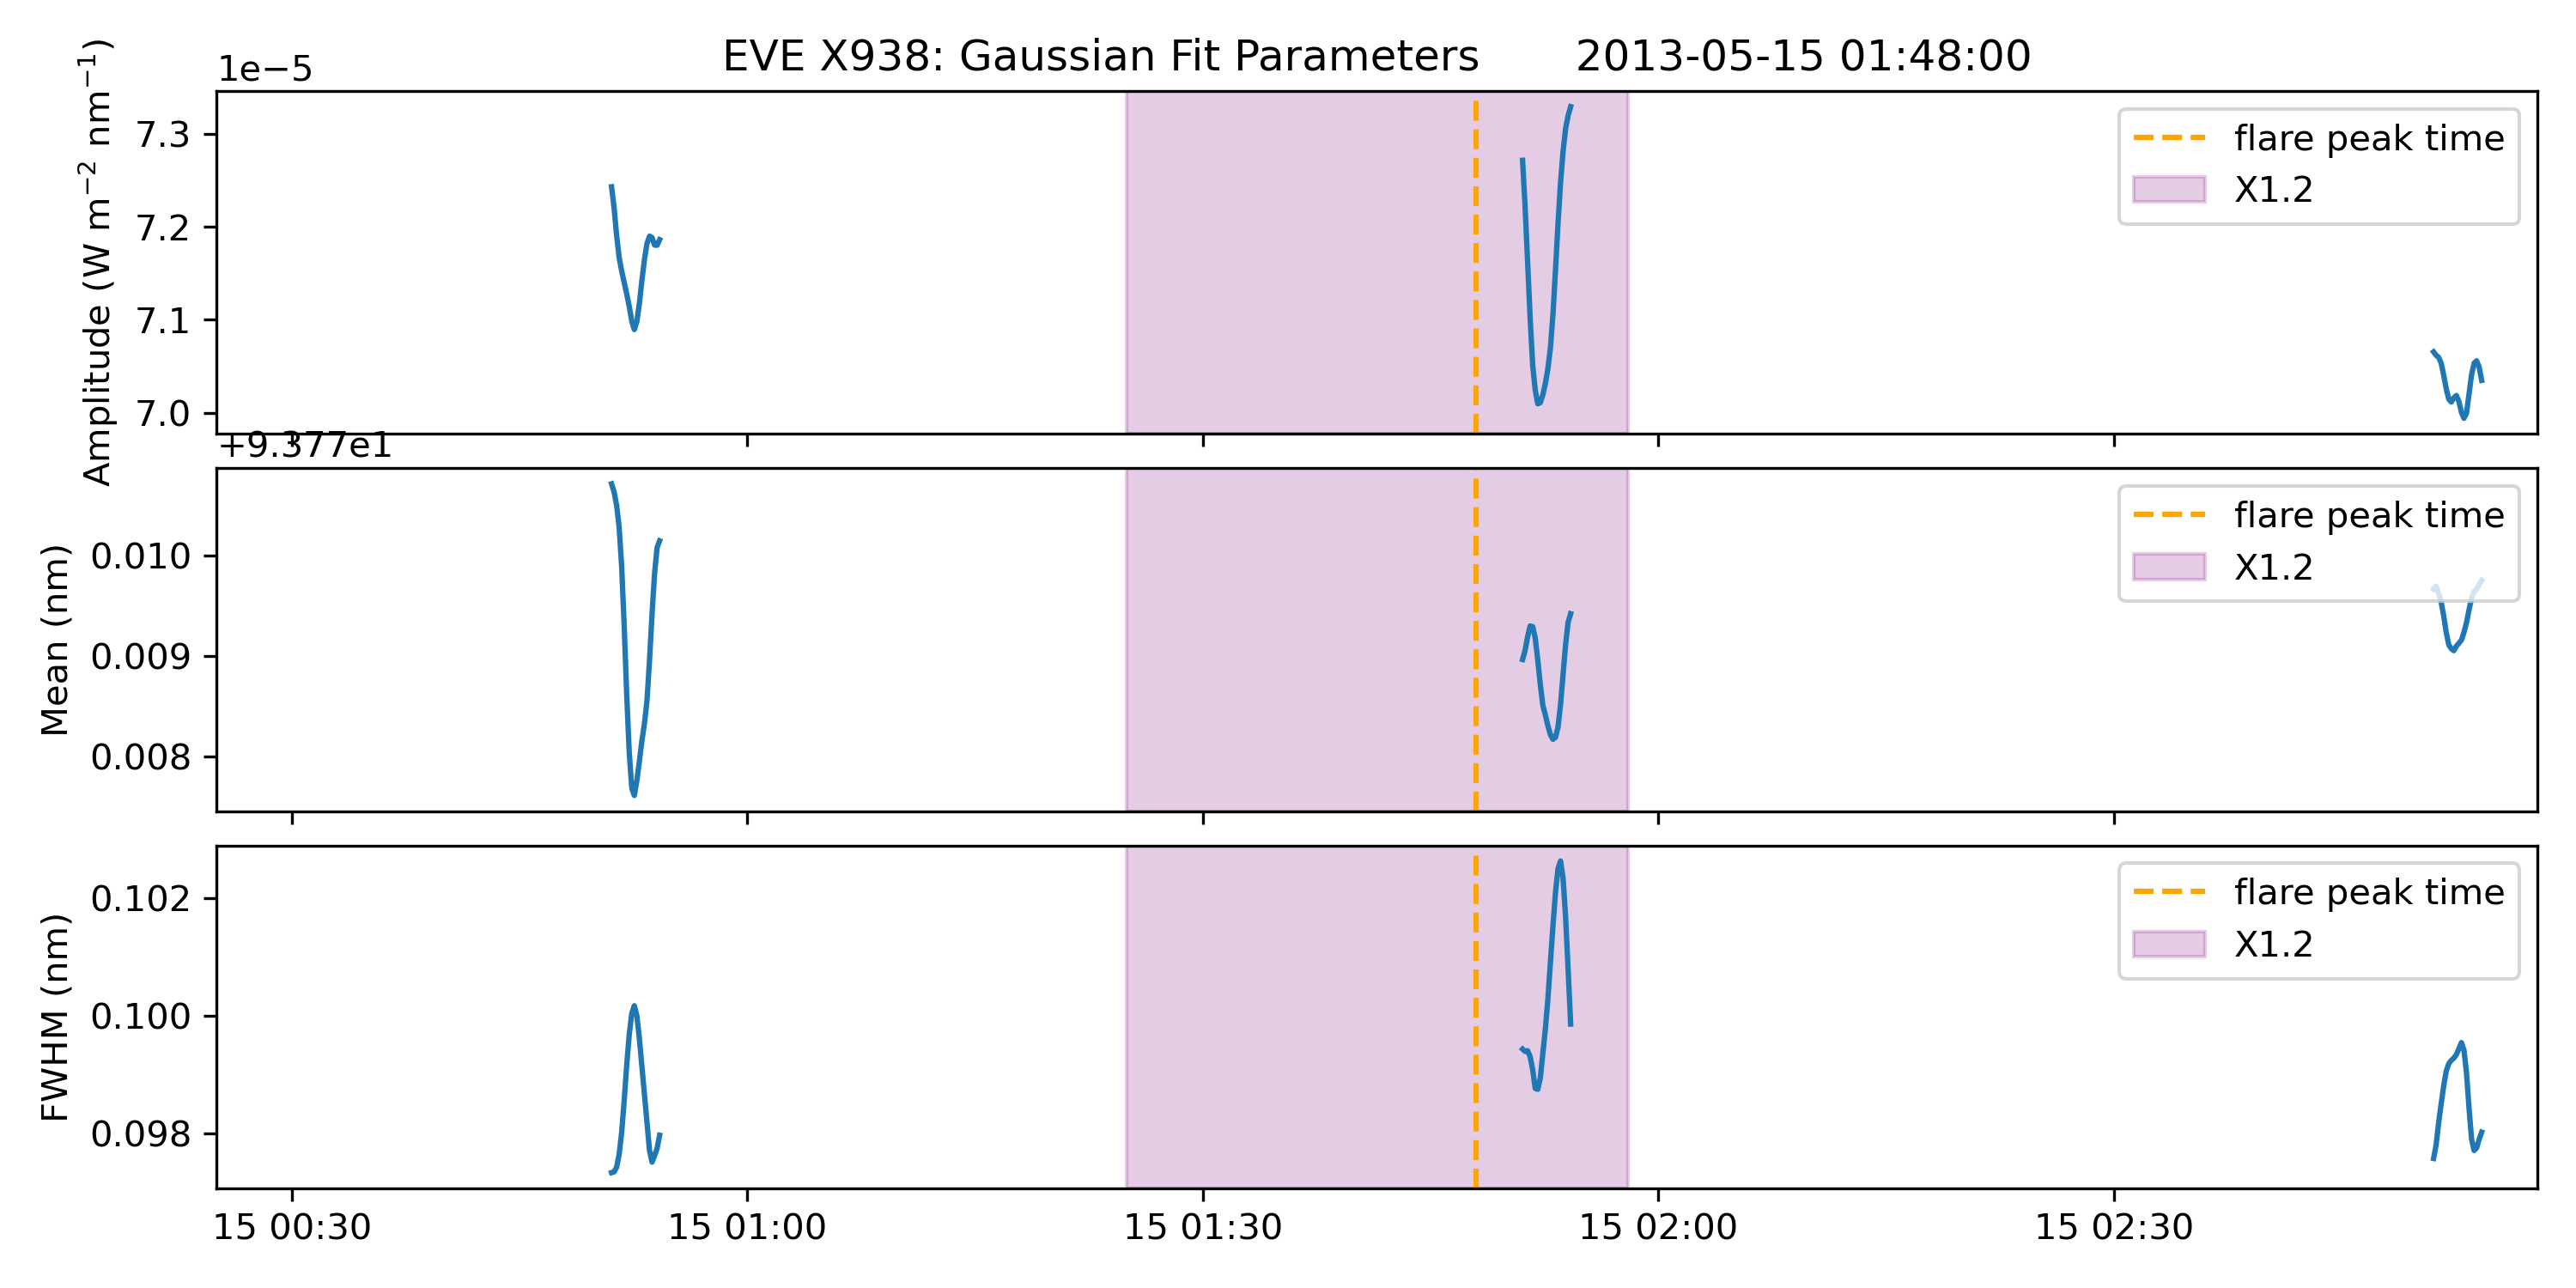 EVE X938: Gaussian Fit Parameters 2013-05-15 01:48:00
1e−5
Amplitude (W m⁻² nm⁻¹)
7.3
7.2
7.1
7.0
flare peak time
X1.2
+9.377e1
Mean (nm)
0.010
0.009
0.008
flare peak time
X1.2
FWHM (nm)
0.102
0.100
0.098
flare peak time
X1.2
15 00:30 15 01:00 15 01:30 15 02:00 15 02:30